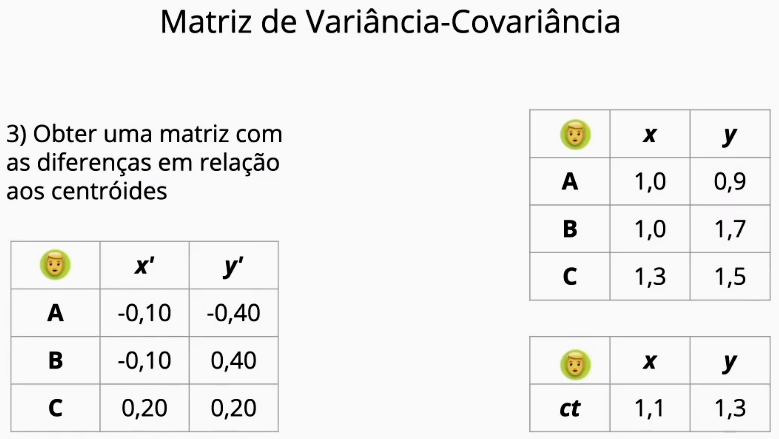 Matriz de Variância-Covariância
3) Obter uma matriz com
as diferenças em relação
aos centróides
x' y'
A -0,10 -0,40
B -0,10 0,40
C 0,20 0,20
x y
A 1,0 0,9
B 1,0 1,7
C 1,3 1,5
x y
ct 1,1 1,3